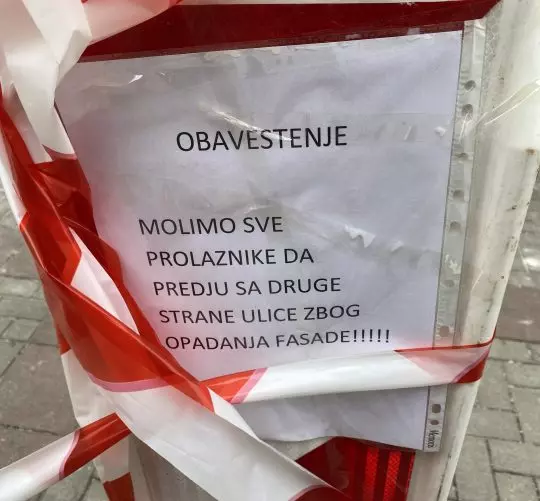 OBAVESTENJE
MOLIMO SVE
PROLAZNIKE DA
PREDJU SA DRUGE
STRANE ULICE ZBOG
OPADANJA FASADE!!!!!